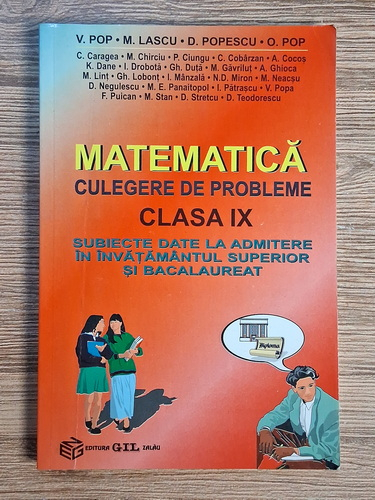 V. POP • M. LASCU • D. POPESCU • O. POP
C. Caragea • M. Chirciu • P. Ciungu • C. Cobârzan • A. Cocoș
K. Dane • I. Drobotă • Gh. Duță • M. Găvriluț • A. Ghioca
M. Linț • Gh. Lobonț • I. Mânzală • N.D. Miron • M. Neacșu
D. Negulescu • M. E. Panaitopol • I. Pătrașcu • V. Popa
F. Puican • M. Stan • D. Stretcu • D. Teodorescu
MATEMATICĂ
CULEGERE DE PROBLEME
CLASA IX
SUBIECTE DATE LA ADMITERE
ÎN ÎNVĂȚĂMÂNTUL SUPERIOR
ȘI BACALAUREAT
Diploma
EDITURA GIL ZALĂU